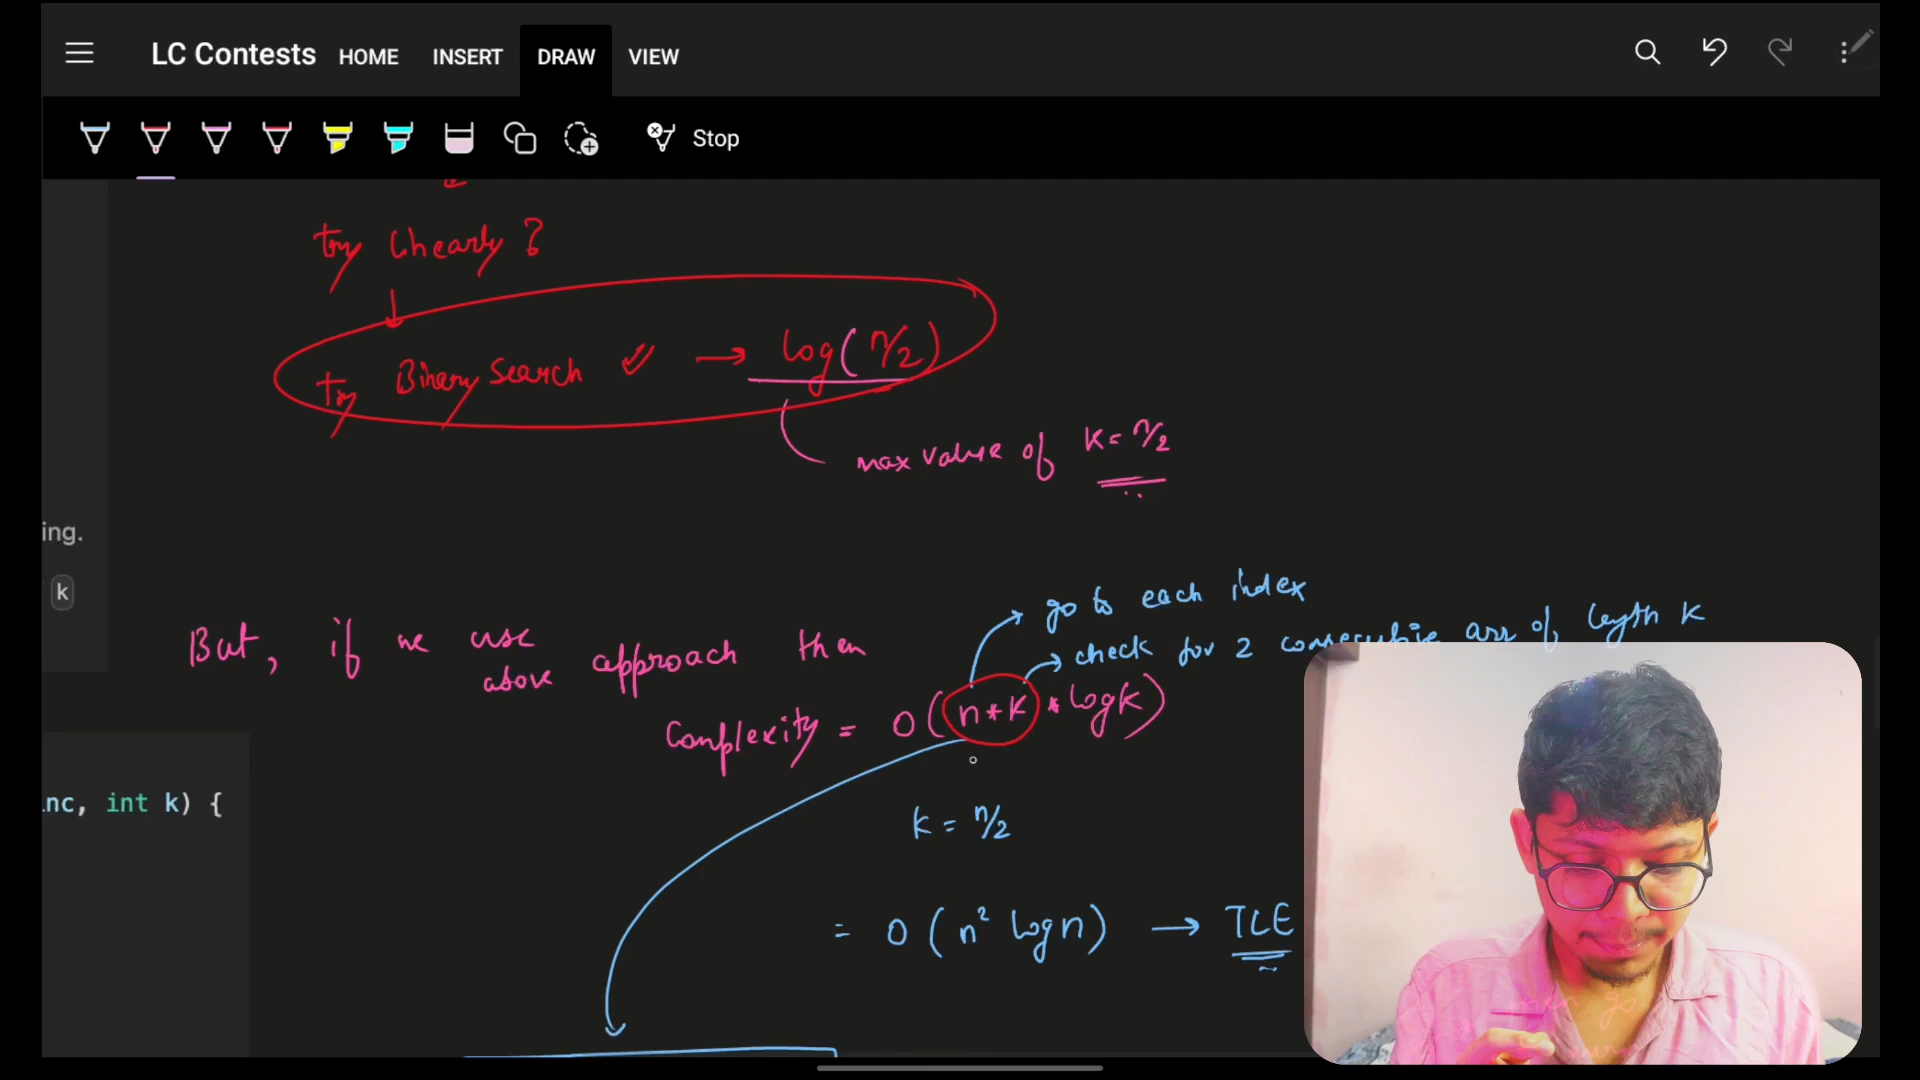 LC Contests HOME INSERT DRAW VIEW
Stop
try linearly ?
try Binary Search → log( n/2 )
max value of k = n/2
ing.
k
→ go to each index
But, if we use above approach then
→ check for 2 consecutive arr of length k
Complexity = O ( n * k * log k )
nc, int k) {
k = n/2
= O ( n² log n ) → TLE